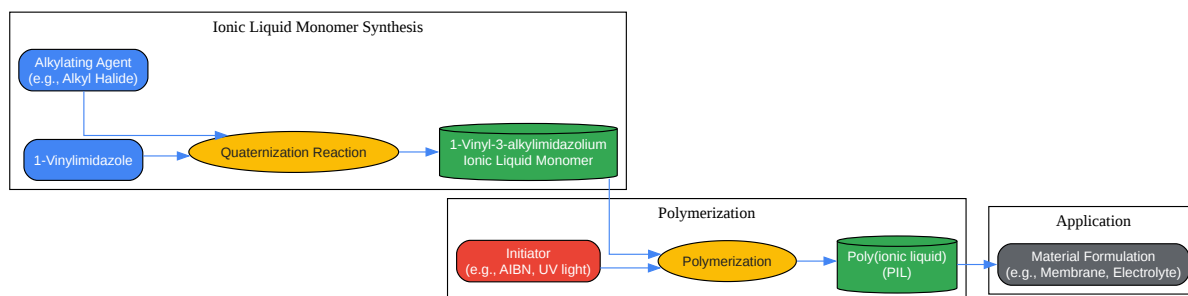 Ionic Liquid Monomer Synthesis
Alkylating Agent
(e.g., Alkyl Halide)
1-Vinylimidazole
Quaternization Reaction
1-Vinyl-3-alkylimidazolium
Ionic Liquid Monomer
Polymerization
Initiator
(e.g., AIBN, UV light)
Polymerization
Poly(ionic liquid)
(PIL)
Application
Material Formulation
(e.g., Membrane, Electrolyte)